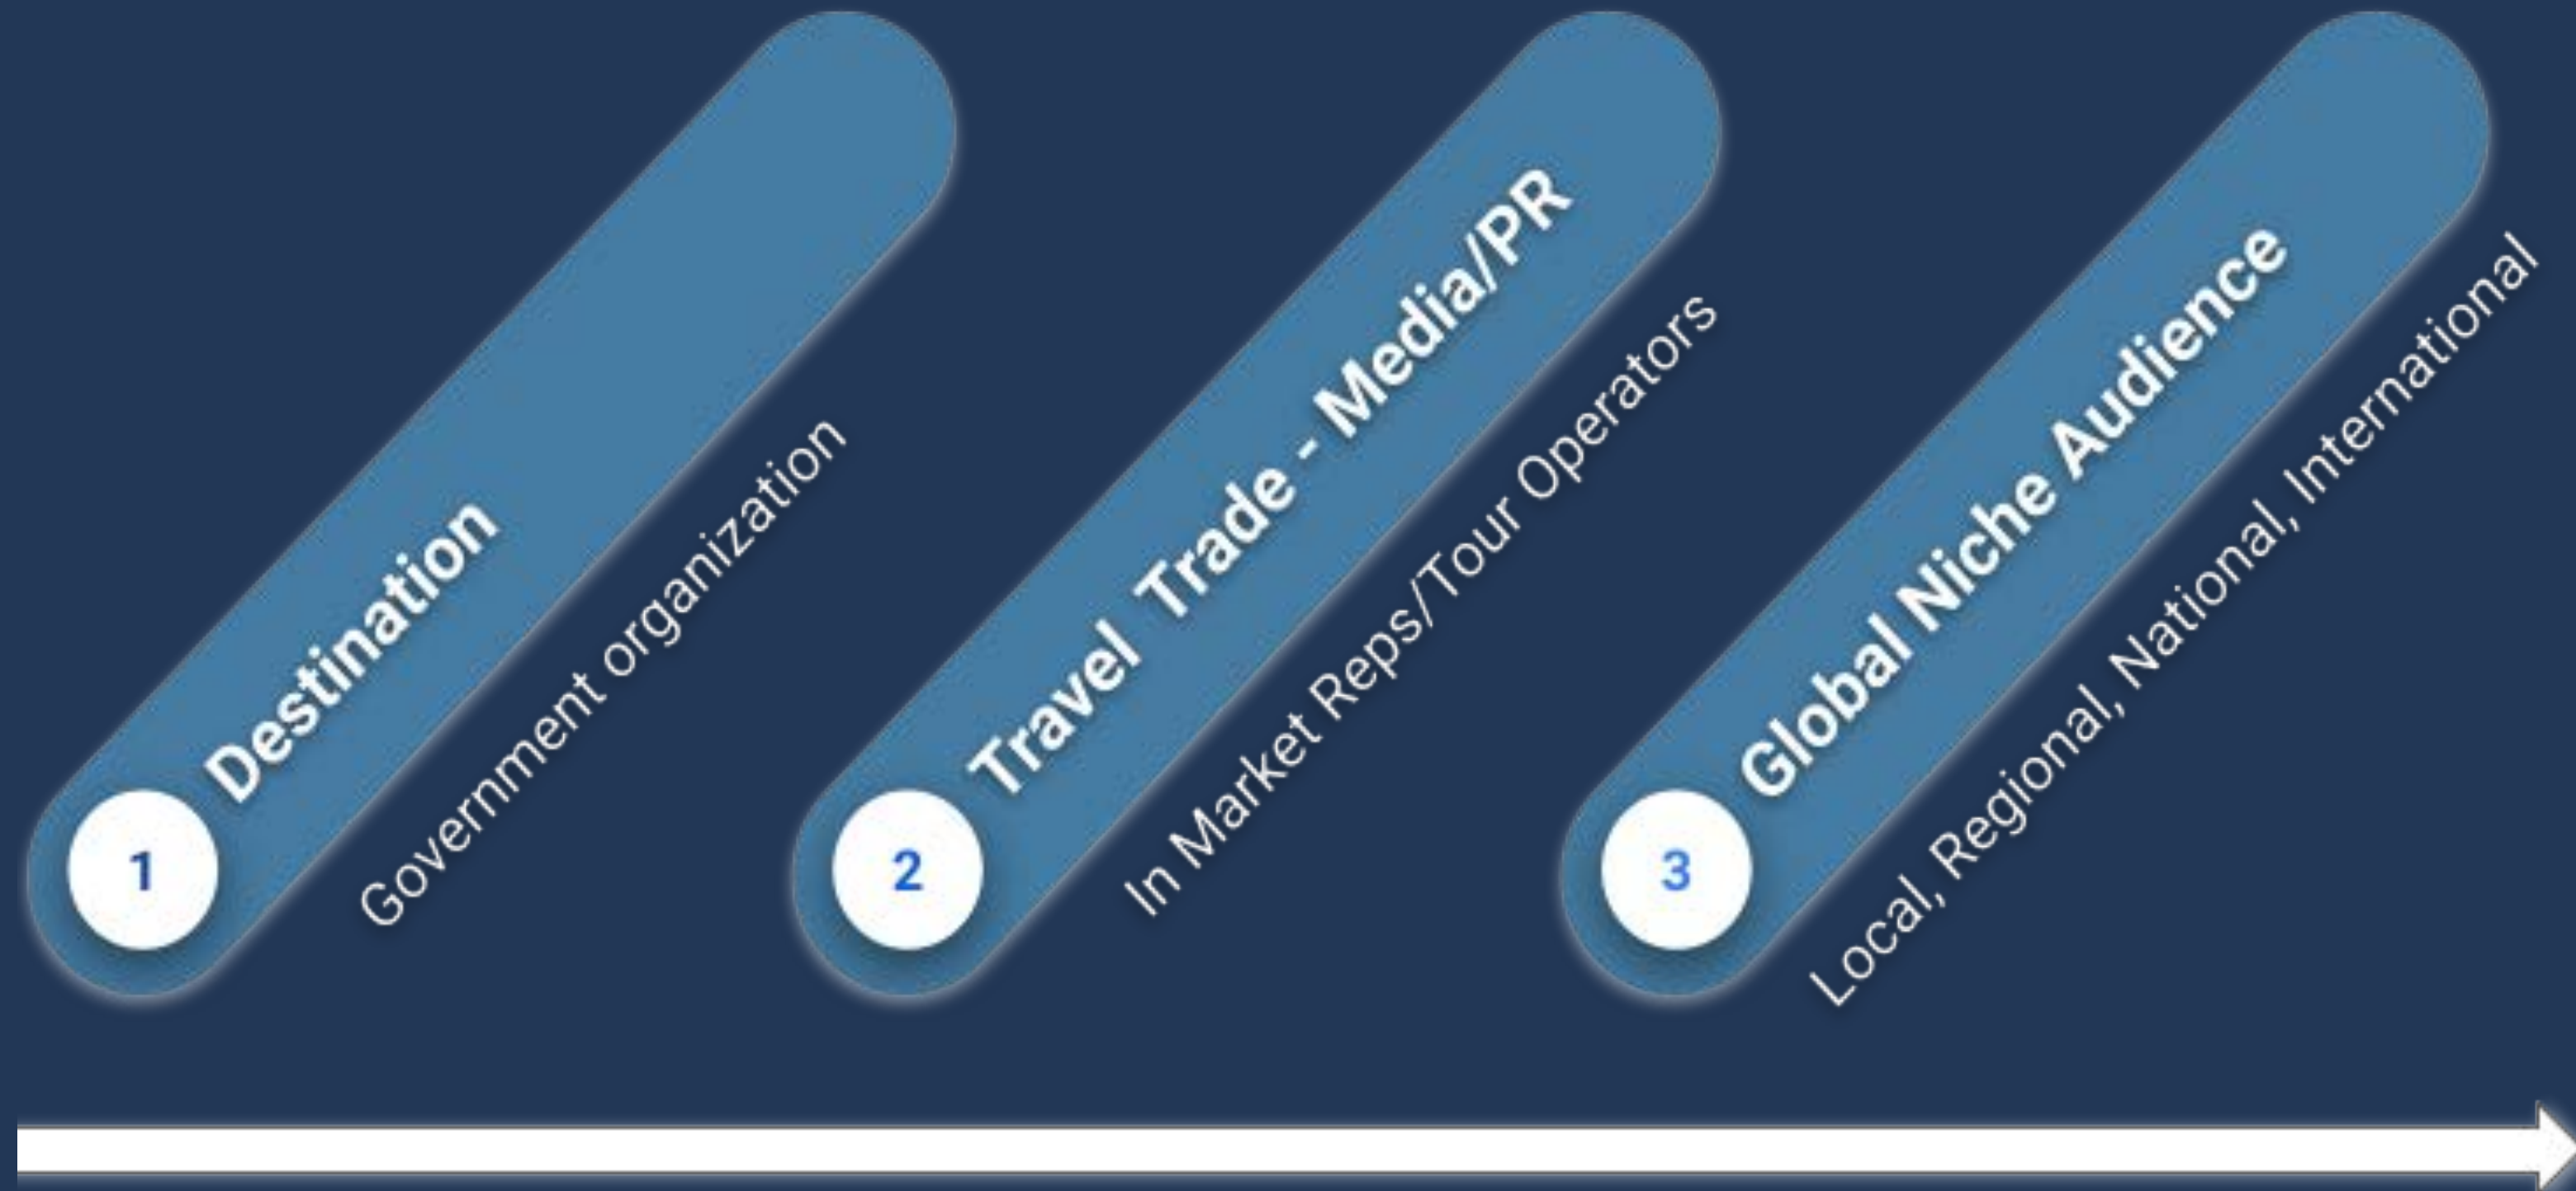 1
Destination
Government organization
2
Travel Trade - Media/PR
In Market Reps/Tour Operators
3
Global Niche Audience
Local, Regional, National, International